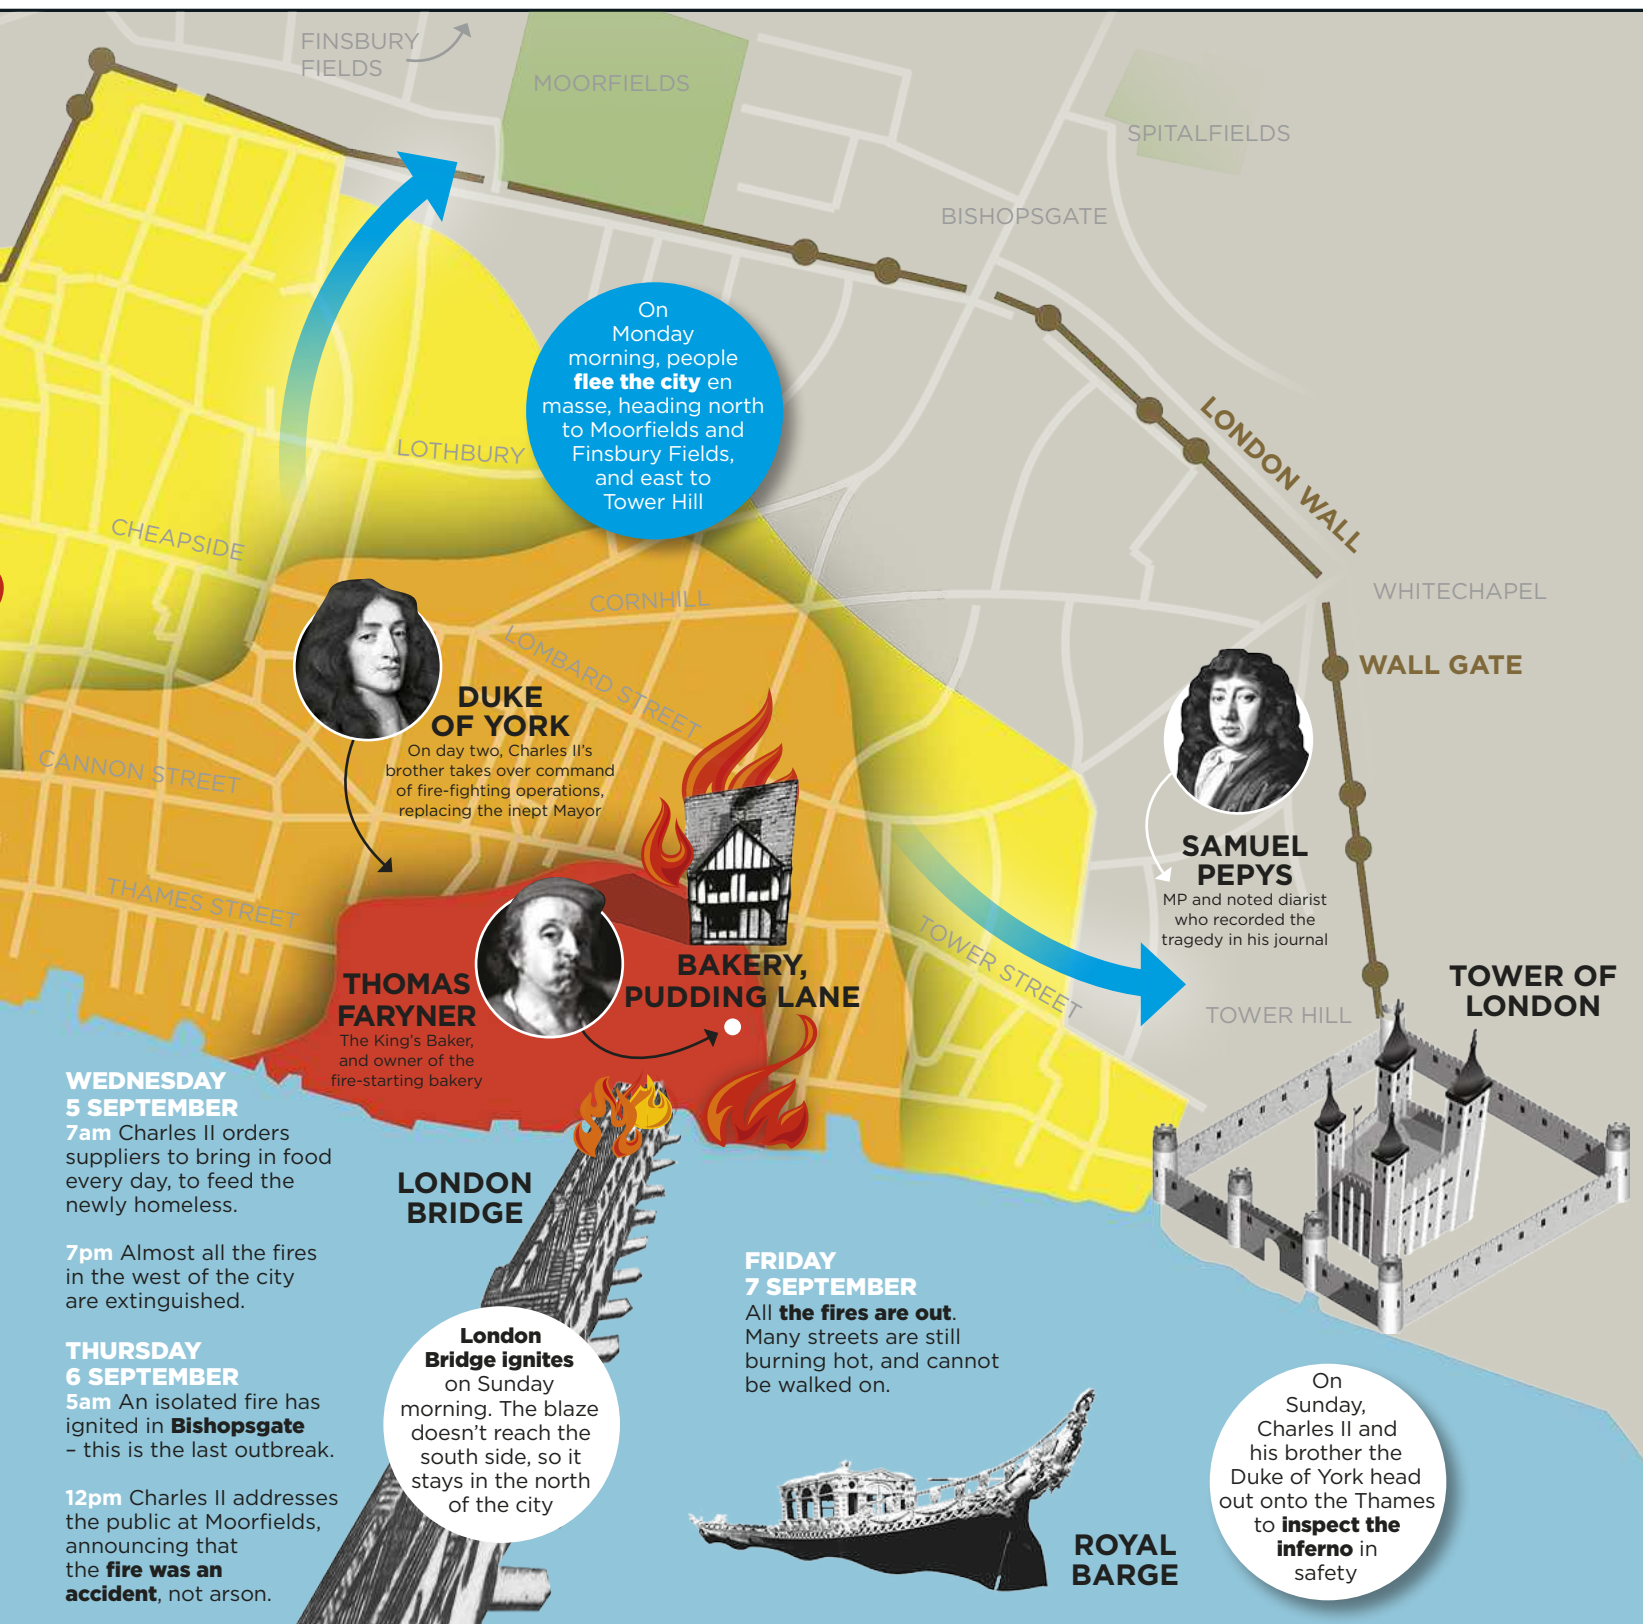 FINSBURY
FIELDS
MOORFIELDS
SPITALFIELDS
BISHOPSGATE
On
Monday
morning, people
flee the city en
masse, heading north
to Moorfields and
Finsbury Fields,
and east to
Tower Hill
LONDON WALL
LOTHBURY
CHEAPSIDE
WHITECHAPEL
CORNHILL
LOMBARD STREET
WALL GATE
DUKE
OF YORK
On day two, Charles II's
brother takes over command
of fire-fighting operations,
replacing the inept Mayor
CANNON STREET
SAMUEL
PEPYS
MP and noted diarist
who recorded the
tragedy in his journal
THAMES STREET
TOWER STREET
THOMAS
FARYNER
The King's Baker,
and owner of the
fire-starting bakery
BAKERY,
PUDDING LANE
TOWER HILL
TOWER OF
LONDON
WEDNESDAY
5 SEPTEMBER
7am Charles II orders
suppliers to bring in food
every day, to feed the
newly homeless.
7pm Almost all the fires
in the west of the city
are extinguished.
THURSDAY
6 SEPTEMBER
5am An isolated fire has
ignited in Bishopsgate
– this is the last outbreak.
12pm Charles II addresses
the public at Moorfields,
announcing that
the fire was an
accident, not arson.
LONDON
BRIDGE
London
Bridge ignites
on Sunday
morning. The blaze
doesn't reach the
south side, so it
stays in the north
of the city
FRIDAY
7 SEPTEMBER
All the fires are out.
Many streets are still
burning hot, and cannot
be walked on.
ROYAL
BARGE
On
Sunday,
Charles II and
his brother the
Duke of York head
out onto the Thames
to inspect the
inferno in
safety